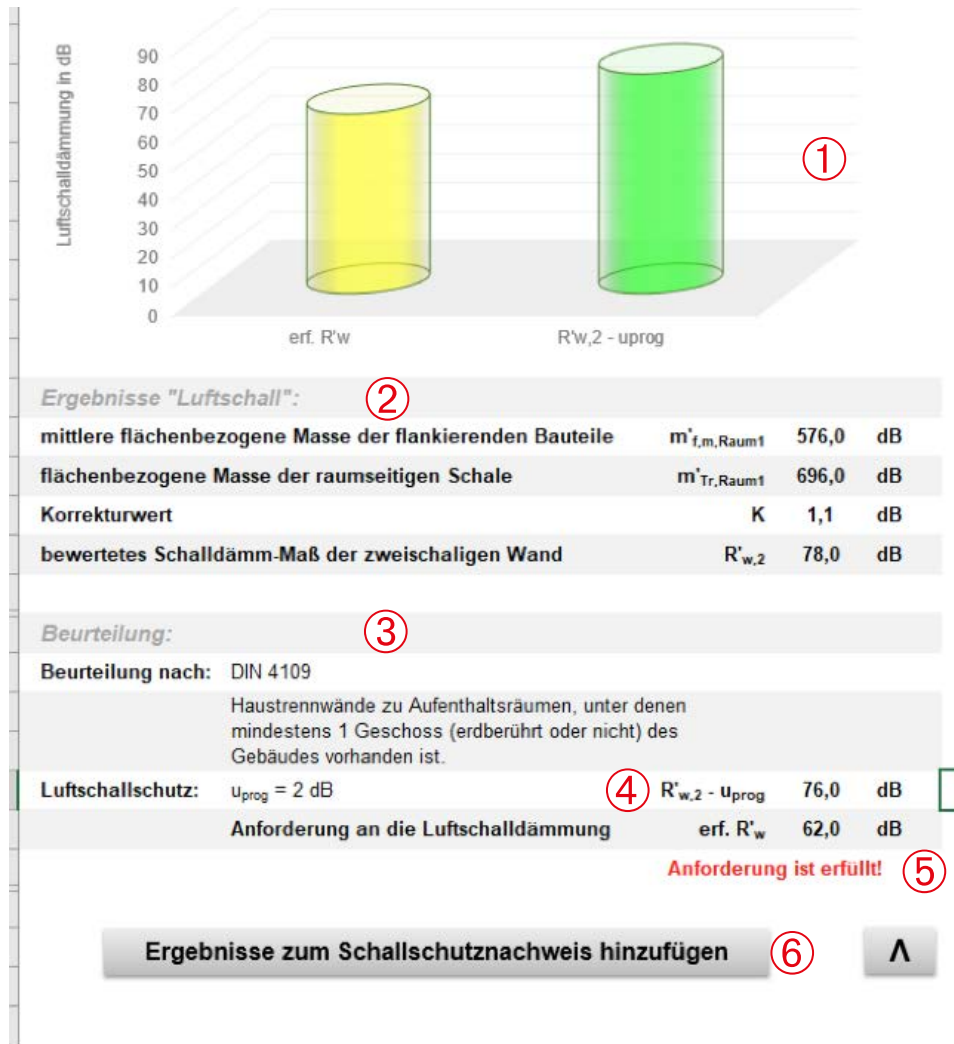 Luftschalldämmung in dB
90
80
70
60
50
40
30
20
10
0
①
erf. R'w R'w,2 - uprog
Ergebnisse "Luftschall": ②
mittlere flächenbezogene Masse der flankierenden Bauteile m'f,m,Raum1 576,0 dB
flächenbezogene Masse der raumseitigen Schale m'Tr,Raum1 696,0 dB
Korrekturwert K 1,1 dB
bewertetes Schalldämm-Maß der zweischaligen Wand R'w,2 78,0 dB
Beurteilung: ③
Beurteilung nach: DIN 4109
Haustrennwände zu Aufenthaltsräumen, unter denen
mindestens 1 Geschoss (erdberührt oder nicht) des
Gebäudes vorhanden ist.
Luftschallschutz: uprog = 2 dB ④ R'w,2 - uprog 76,0 dB
Anforderung an die Luftschalldämmung erf. R'w 62,0 dB
Anforderung ist erfüllt! ⑤
Ergebnisse zum Schallschutznachweis hinzufügen ⑥ Λ